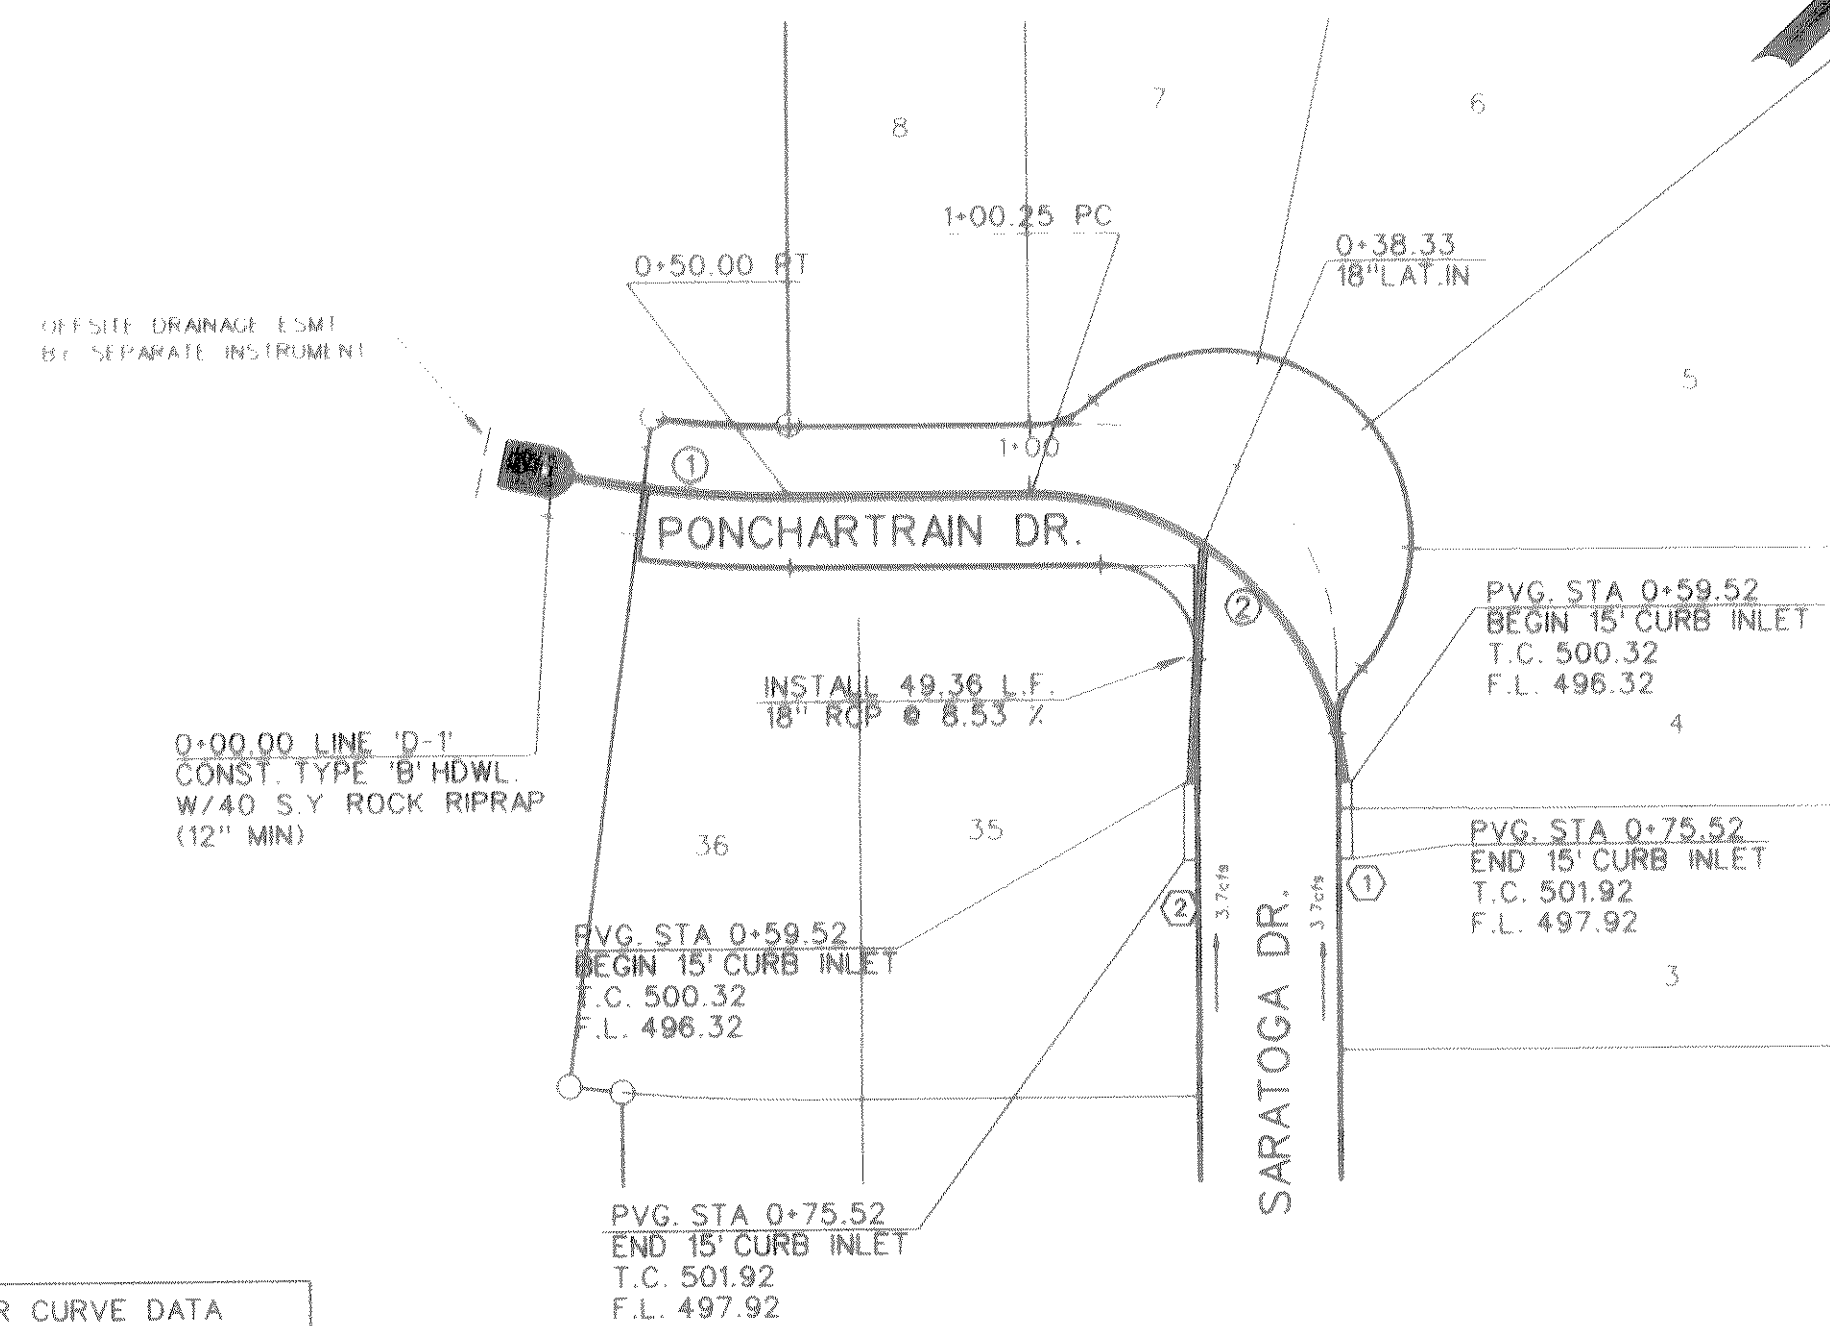 8
7
6
1+00.25 PC
0+50.00 PT
0+38.33
18" LAT. IN
OFFSITE DRAINAGE ESMT
BY SEPARATE INSTRUMENT
5
1+00
1
PONCHARTRAIN DR.
2
PVG. STA 0+59.52
BEGIN 15' CURB INLET
T.C. 500.32
F.L. 496.32
INSTALL 49.36 L.F.
18" RCP @ %
4
0+00.00 LINE 'D-1'
CONST. TYPE 'B' HDWL.
W/40 S.Y ROCK RIPRAP
(12" MIN)
36
35
PVG. STA 0+75.52
END 15' CURB INLET
T.C. 501.92
F.L. 497.92
1
2
3.7cfs
3.7cfs
SARATOGA DR.
PVG. STA 0+59.52
BEGIN 15' CURB INLET
T.C. 500.32
F.L. 496.32
3
PVG. STA 0+75.52
END 15' CURB INLET
T.C. 501.92
F.L. 497.92
R CURVE DATA